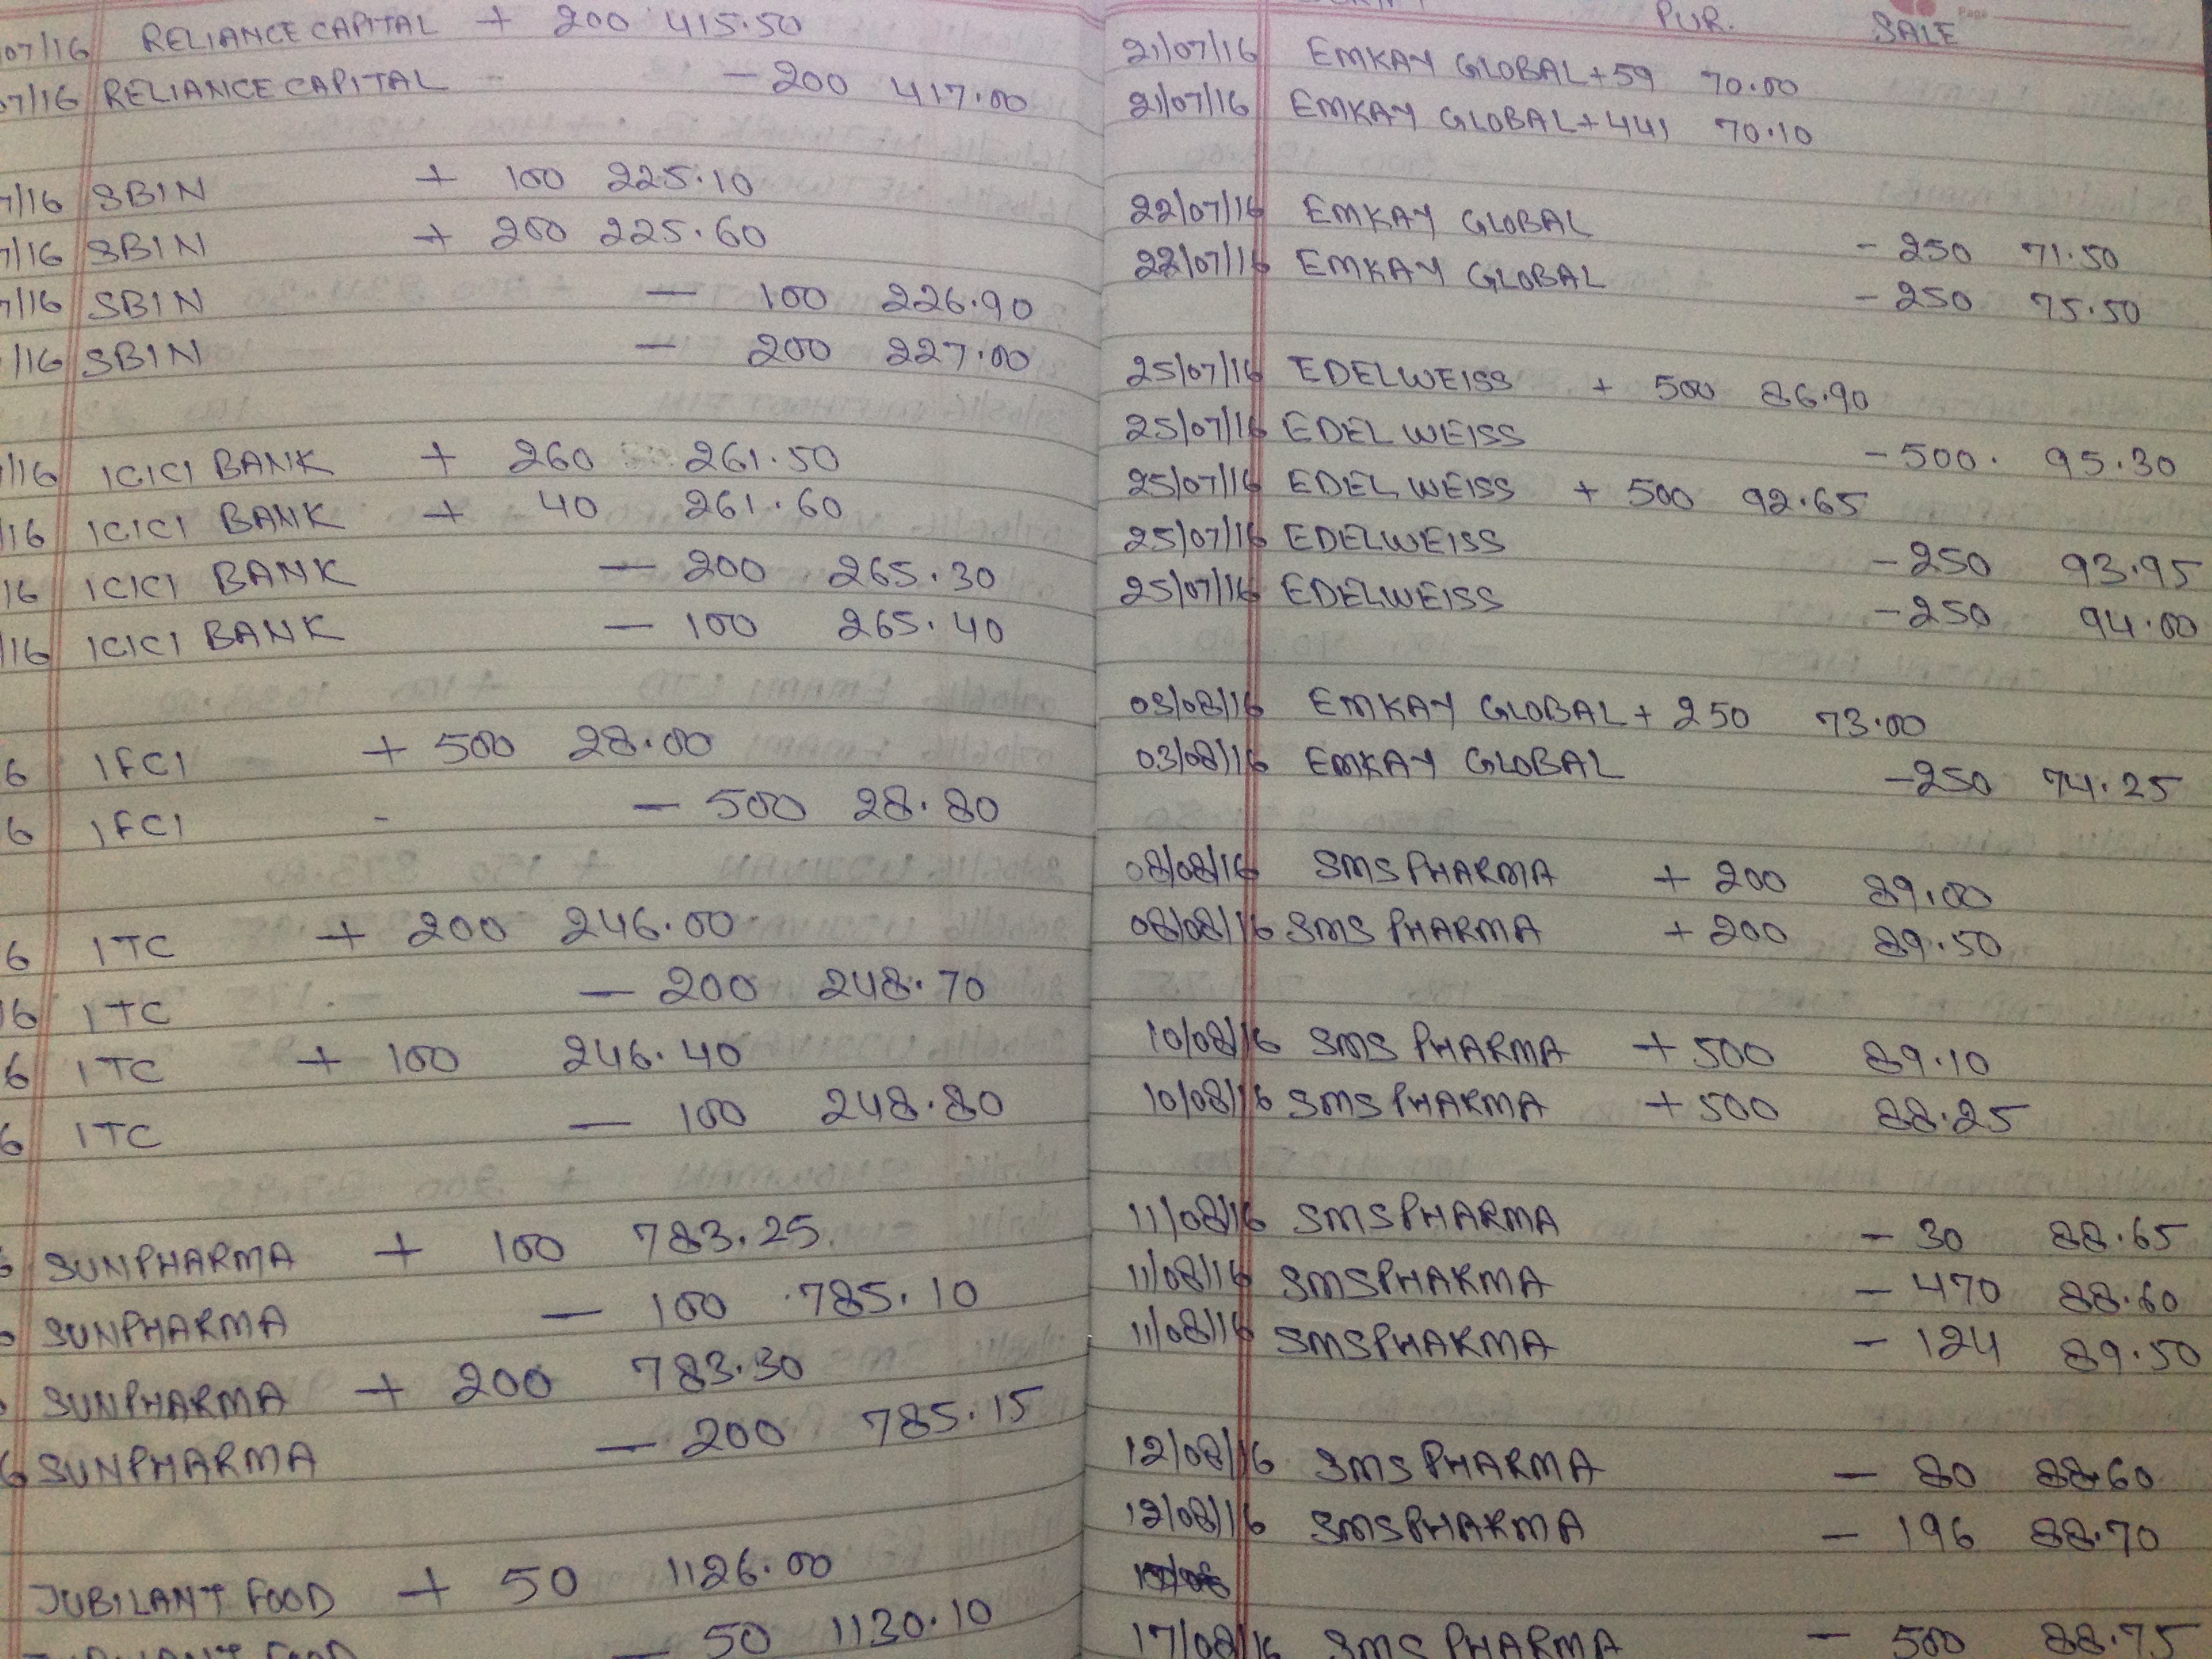 07/16 RELIANCE CAPITAL + 200 415.50
07/16 RELIANCE CAPITAL - 200 417.00
7/16 SBIN + 100 225.10
7/16 SBIN + 200 225.60
7/16 SBIN - 100 226.90
/16 SBIN - 200 227.00
/16 ICICI BANK + 260 261.50
16 ICICI BANK + 40 261.60
16 ICICI BANK - 200 265.30
16 ICICI BANK - 100 265.40
6 IFCI + 500 28.00
6 IFCI - 500 28.80
6 ITC + 200 246.00
16 ITC - 200 248.70
6 ITC + 100 246.40
6 ITC - 100 248.80
6 SUNPHARMA + 100 783.25
SUNPHARMA - 100 785.10
SUNPHARMA + 200 783.30
6 SUNPHARMA - 200 785.15
JUBILANT FOOD + 50 1126.00
- 50 1130.10
PUR. SALE
21/07/16 EMKAY GLOBAL + 59 70.00
21/07/16 EMKAY GLOBAL + 441 70.10
22/07/16 EMKAY GLOBAL - 250 71.50
22/07/16 EMKAY GLOBAL - 250 75.50
25/07/16 EDELWEISS + 500 86.90
25/07/16 EDELWEISS - 500. 95.30
25/07/16 EDELWEISS + 500 92.65
25/07/16 EDELWEISS - 250 93.95
25/07/16 EDELWEISS - 250 94.00
03/08/16 EMKAY GLOBAL + 250 73.00
03/08/16 EMKAY GLOBAL - 250 74.25
08/08/16 SMS PHARMA + 200 89.00
08/08/16 SMS PHARMA + 200 89.50
10/08/16 SMS PHARMA + 500 89.10
10/08/16 SMS PHARMA + 500 88.25
11/08/16 SMS PHARMA - 30 88.65
11/08/16 SMS PHARMA - 470 88.60
11/08/16 SMS PHARMA - 124 89.50
12/08/16 SMS PHARMA - 80 88.60
12/08/16 SMS PHARMA - 196 88.70
17/08/16 SMS PHARMA - 500 88.75